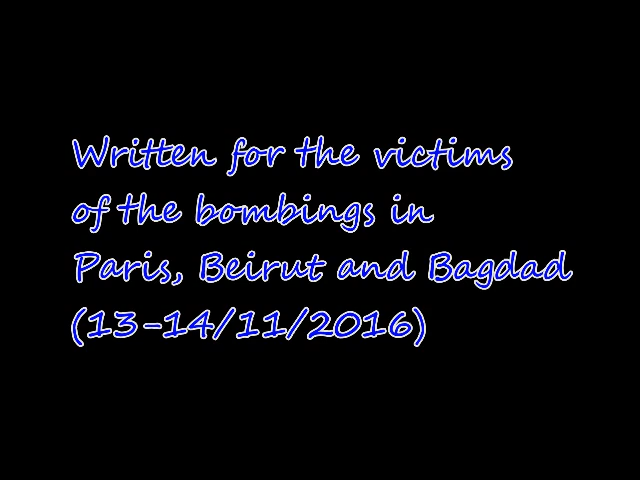 Written for the victims
of the bombings in
Paris, Beirut and Bagdad
(13-14/11/2016)